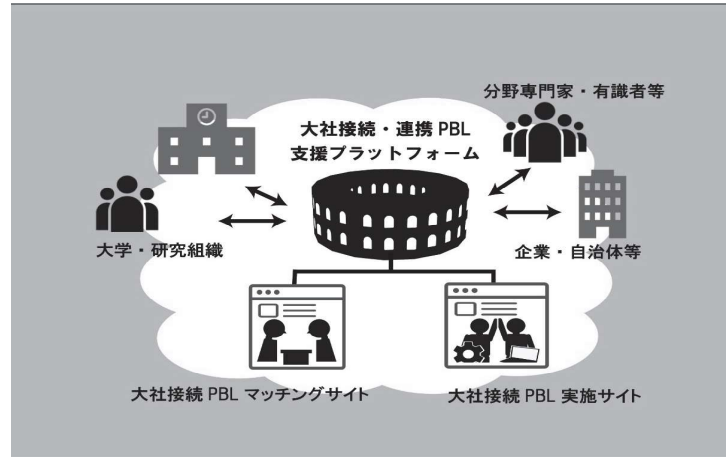 分野専門家・有識者等
大社接続・連携 PBL
支援プラットフォーム
大学・研究組織
企業・自治体等
大社接続 PBL マッチングサイト
大社接続 PBL 実施サイト